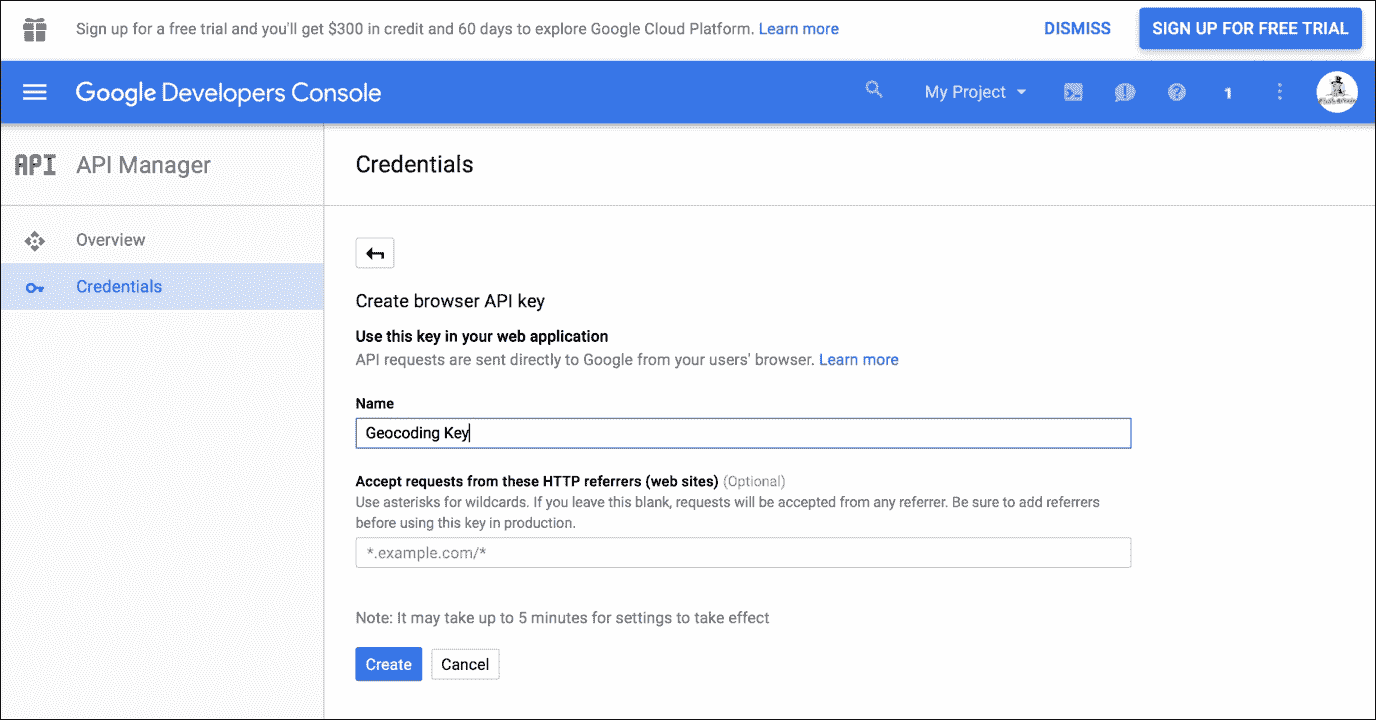 Sign up for a free trial and you'll get $300 in credit and 60 days to explore Google Cloud Platform. Learn more
DISMISS
SIGN UP FOR FREE TRIAL
Google Developers Console
My Project
1
API API Manager
Credentials
Overview
Credentials
Create browser API key
Use this key in your web application
API requests are sent directly to Google from your users' browser. Learn more
Name
Geocoding Key
Accept requests from these HTTP referrers (web sites) (Optional)
Use asterisks for wildcards. If you leave this blank, requests will be accepted from any referrer. Be sure to add referrers
before using this key in production.
*.example.com/*
Note: It may take up to 5 minutes for settings to take effect
Create
Cancel